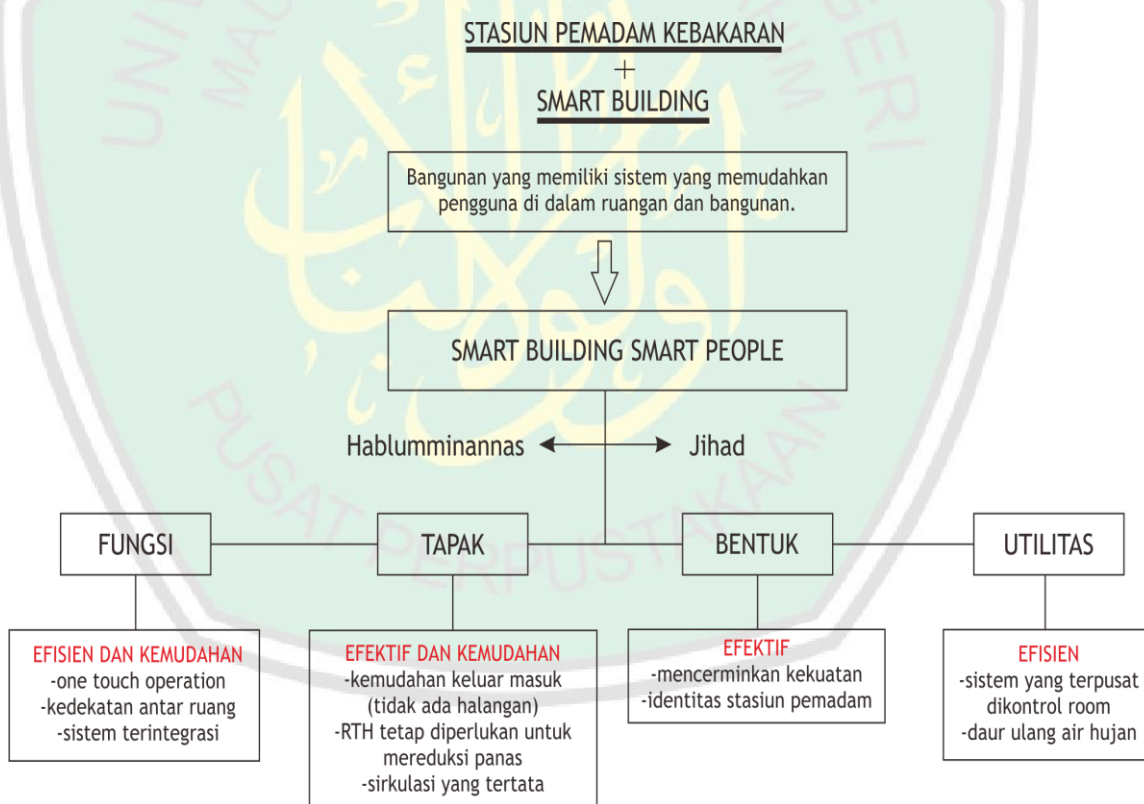 STASIUN PEMADAM KEBAKARAN
+
SMART BUILDING
Bangunan yang memiliki sistem yang memudahkan
pengguna di dalam ruangan dan bangunan.
SMART BUILDING SMART PEOPLE
Hablumminannas
Jihad
FUNGSI
TAPAK
BENTUK
UTILITAS
EFISIEN DAN KEMUDAHAN
-one touch operation
-kedekatan antar ruang
-sistem terintegrasi
EFEKTIF DAN KEMUDAHAN
-kemudahan keluar masuk
(tidak ada halangan)
-RTH tetap diperlukan untuk
mereduksi panas
-sirkulasi yang tertata
EFEKTIF
-mencerminkan kekuatan
-identitas stasiun pemadam
EFISIEN
-sistem yang terpusat
dikontrol room
-daur ulang air hujan
PUSAT PERPUSTAKAAN